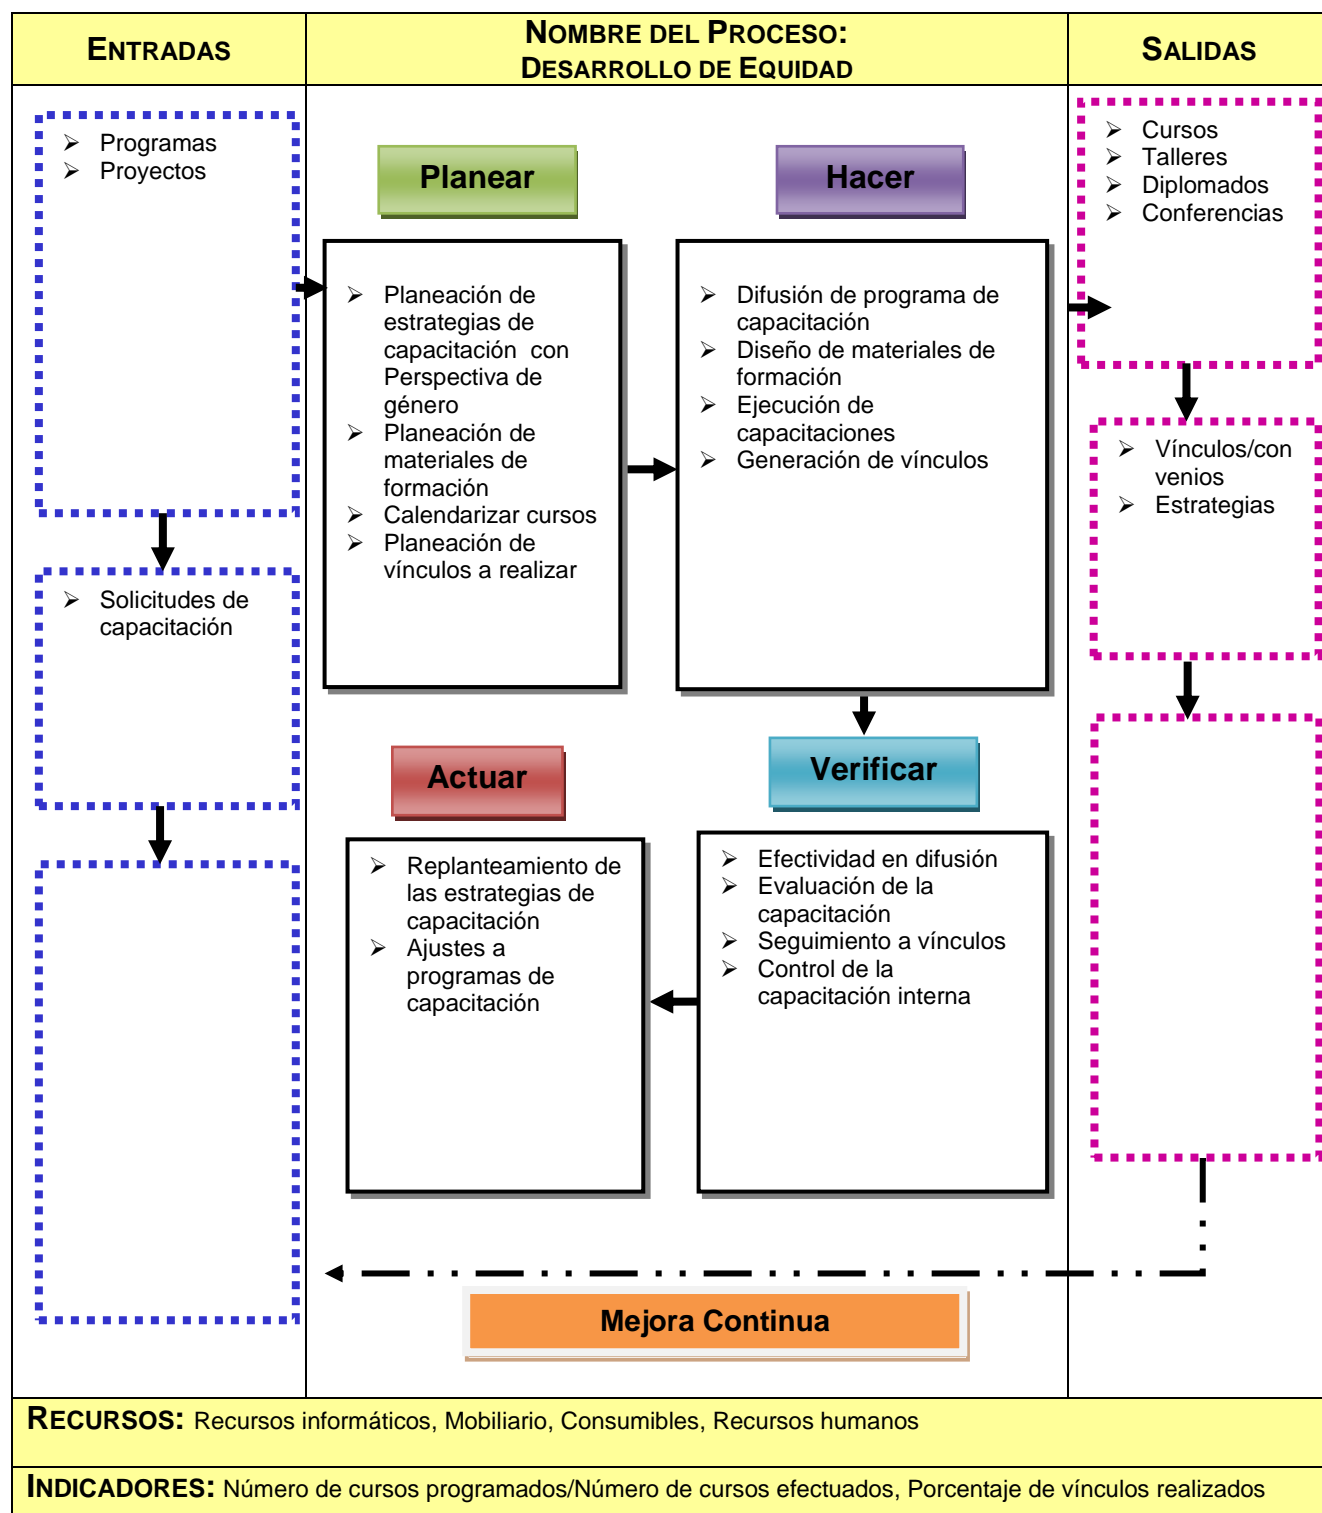 ENTRADAS
NOMBRE DEL PROCESO:
DESARROLLO DE EQUIDAD
SALIDAS
➢ Programas
➢ Proyectos
➢ Solicitudes de
capacitación
Planear
➢ Planeación de
estrategias de
capacitación con
Perspectiva de
género
➢ Planeación de
materiales de
formación
➢ Calendarizar cursos
➢ Planeación de
vínculos a realizar
Hacer
➢ Difusión de programa de
capacitación
➢ Diseño de materiales de
formación
➢ Ejecución de
capacitaciones
➢ Generación de vínculos
Verificar
➢ Efectividad en difusión
➢ Evaluación de la
capacitación
➢ Seguimiento a vínculos
➢ Control de la
capacitación interna
Actuar
➢ Replanteamiento de
las estrategias de
capacitación
➢ Ajustes a
programas de
capacitación
➢ Cursos
➢ Talleres
➢ Diplomados
➢ Conferencias
➢ Vínculos/con
venios
➢ Estrategias
Mejora Continua
RECURSOS: Recursos informáticos, Mobiliario, Consumibles, Recursos humanos
INDICADORES: Número de cursos programados/Número de cursos efectuados, Porcentaje de vínculos realizados